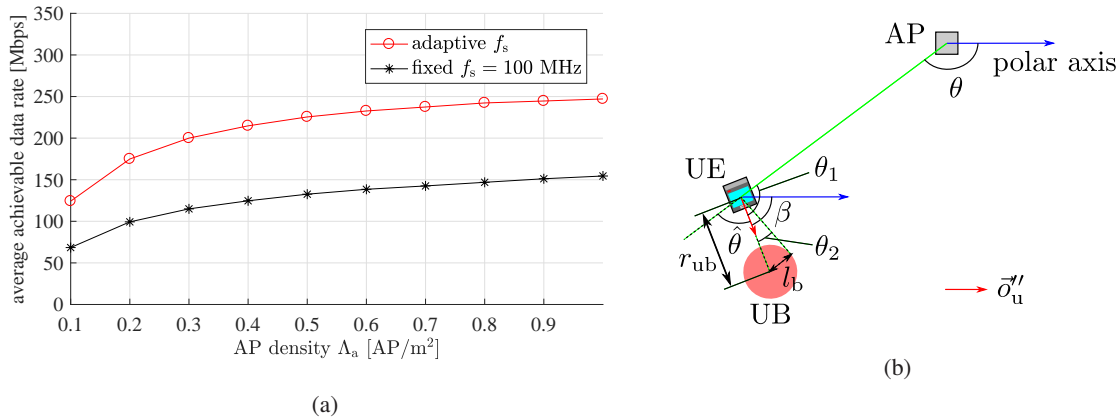 350
300
250
200
150
100
50
0
average achievable data rate [Mbps]
adaptive fₛ
fixed fₛ = 100 MHz
0.1 0.2 0.3 0.4 0.5 0.6 0.7 0.8 0.9
AP density Λₐ [AP/m²]
(a)
AP
polar axis
θ
UE
θ₁
β
θ̂
θ₂
r_ub
l_b
UB
o⃗″ᵤ
(b)